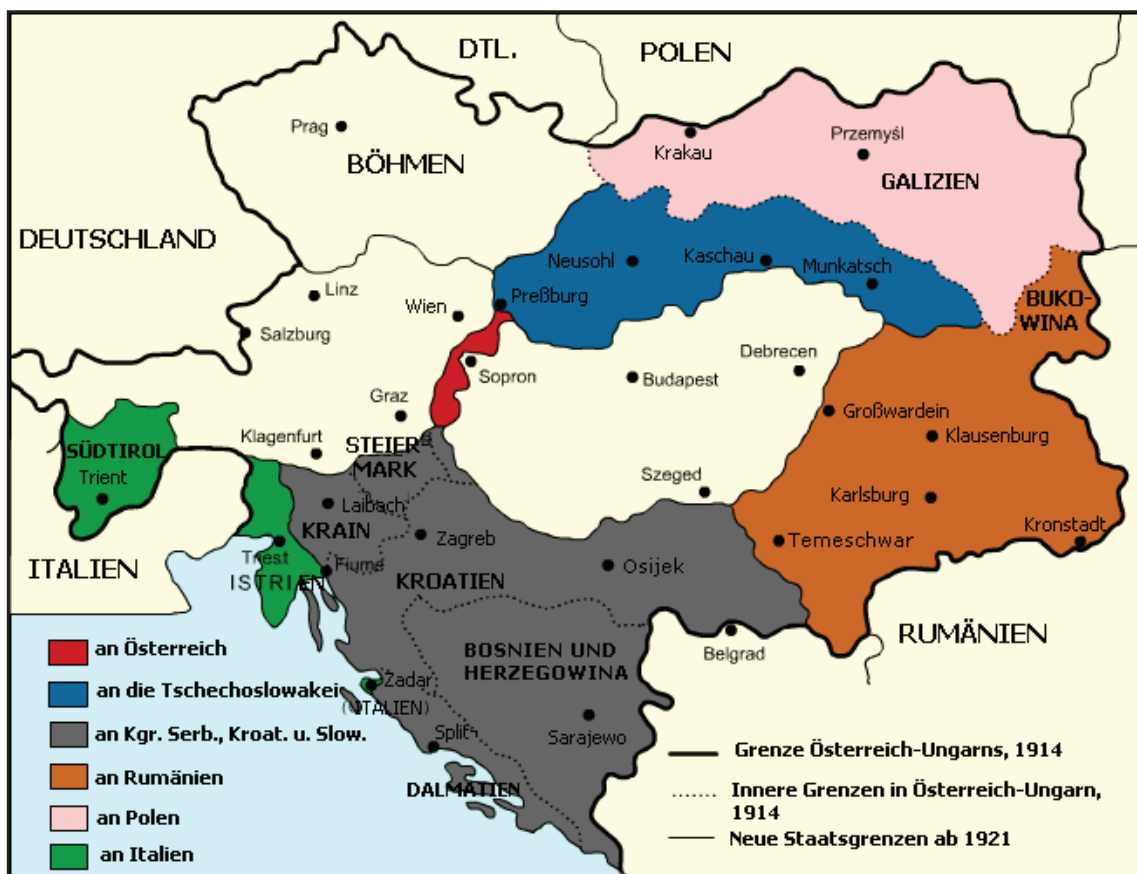 DTL.
POLEN
Prag
BÖHMEN
Krakau
Przemyśl
GALIZIEN
DEUTSCHLAND
Neusohl
Kaschau
Munkatsch
Linz
Wien
Preßburg
BUKO-
WINA
Salzburg
Sopron
Budapest
Debrecen
Graz
Großwardein
Klagenfurt
STEIER
MARK
Klausenburg
SÜDTIROL
Trient
Szeged
Karlsburg
Laibach
KRAIN
Zagreb
Temeschwar
Kronstadt
ITALIEN
Triest
ISTRIEN
Fiume
KROATIEN
Osijek
RUMÄNIEN
Belgrad
BOSNIEN UND
HERZEGOWINA
Zadar
(ITALIEN)
Split
Sarajewo
DALMATIEN
an Österreich
an die Tschechoslowakei
an Kgr. Serb., Kroat. u. Slow.
an Rumänien
an Polen
an Italien
Grenze Österreich-Ungarns, 1914
Innere Grenzen in Österreich-Ungarn,
1914
Neue Staatsgrenzen ab 1921